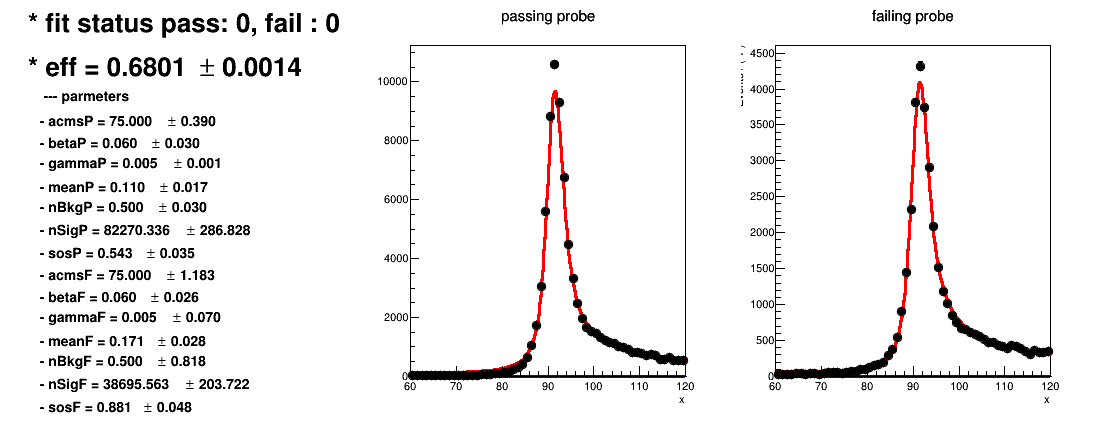 * fit status pass: 0, fail : 0
* eff = 0.6801 ± 0.0014
--- parmeters
- acmsP = 75.000 ± 0.390
- betaP = 0.060 ± 0.030
- gammaP = 0.005 ± 0.001
- meanP = 0.110 ± 0.017
- nBkgP = 0.500 ± 0.030
- nSigP = 82270.336 ± 286.828
- sosP = 0.543 ± 0.035
- acmsF = 75.000 ± 1.183
- betaF = 0.060 ± 0.026
- gammaF = 0.005 ± 0.070
- meanF = 0.171 ± 0.028
- nBkgF = 0.500 ± 0.818
- nSigF = 38695.563 ± 203.722
- sosF = 0.881 ± 0.048
passing probe
10000
8000
6000
4000
2000
0
60 70 80 90 100 110 120
x
failing probe
4500
4000
3500
3000
2500
2000
1500
1000
500
0
60 70 80 90 100 110 120
x